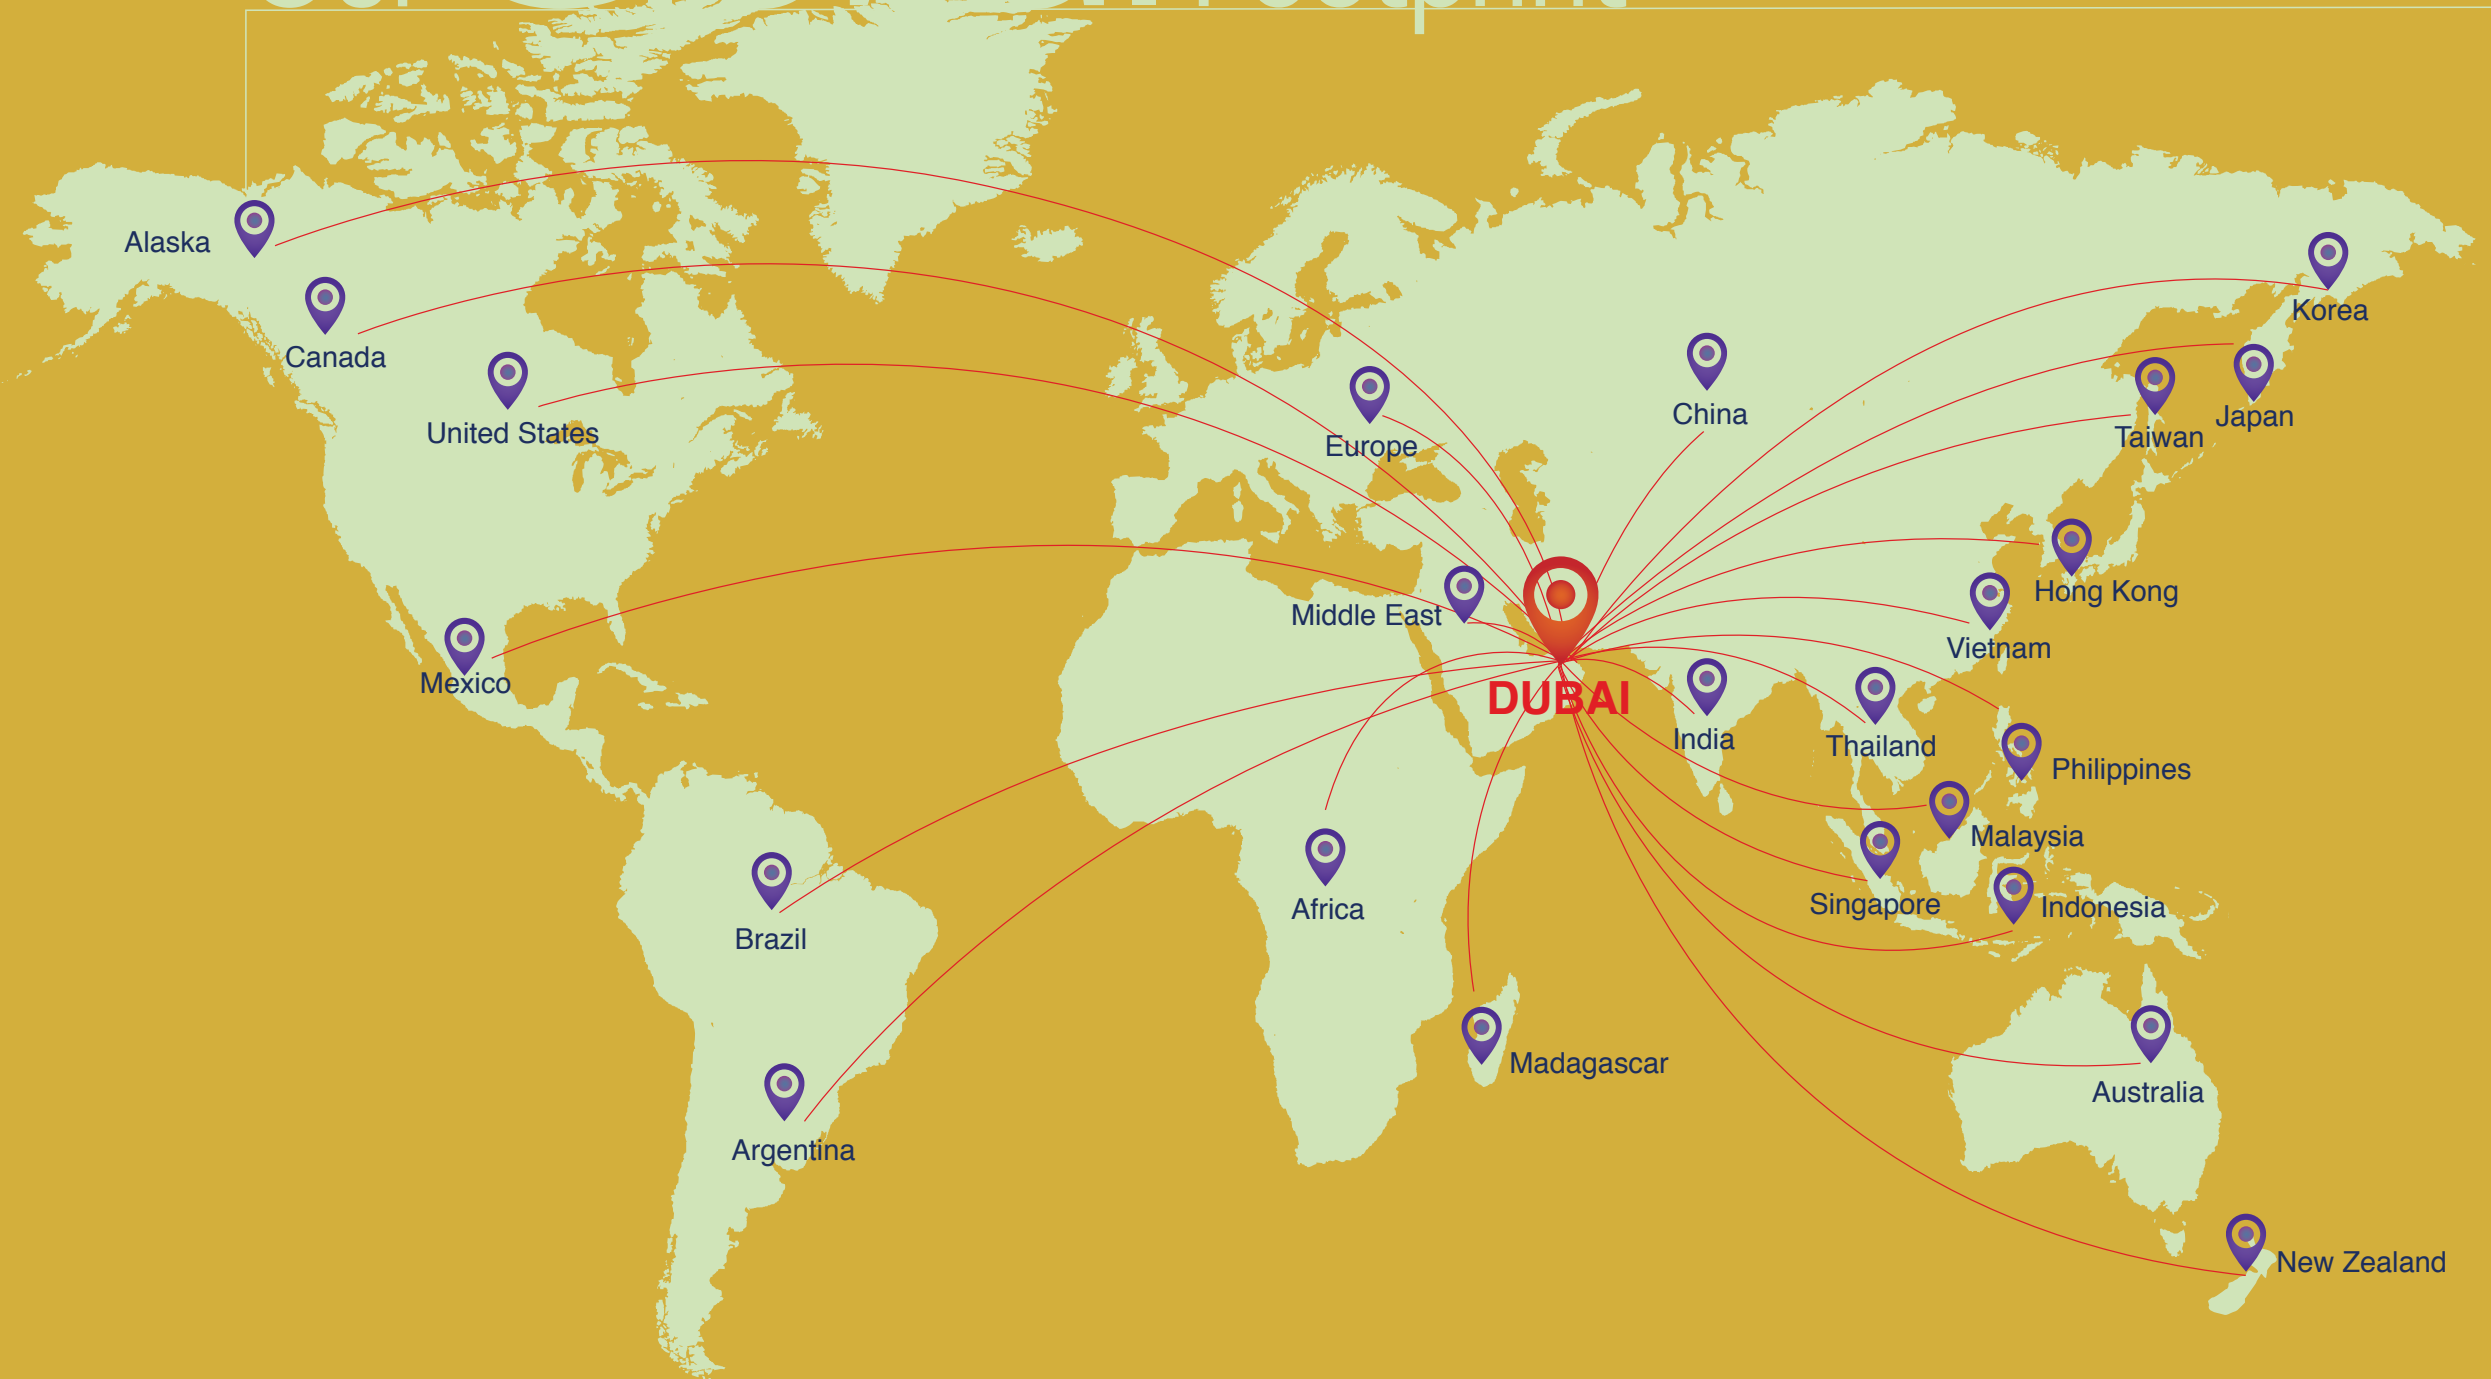 Alaska
Korea
Canada
China
United States
Europe
Japan
Taiwan
Hong Kong
Middle East
Vietnam
Mexico
DUBAI
India
Thailand
Philippines
Malaysia
Singapore
Indonesia
Africa
Brazil
Madagascar
Australia
Argentina
New Zealand